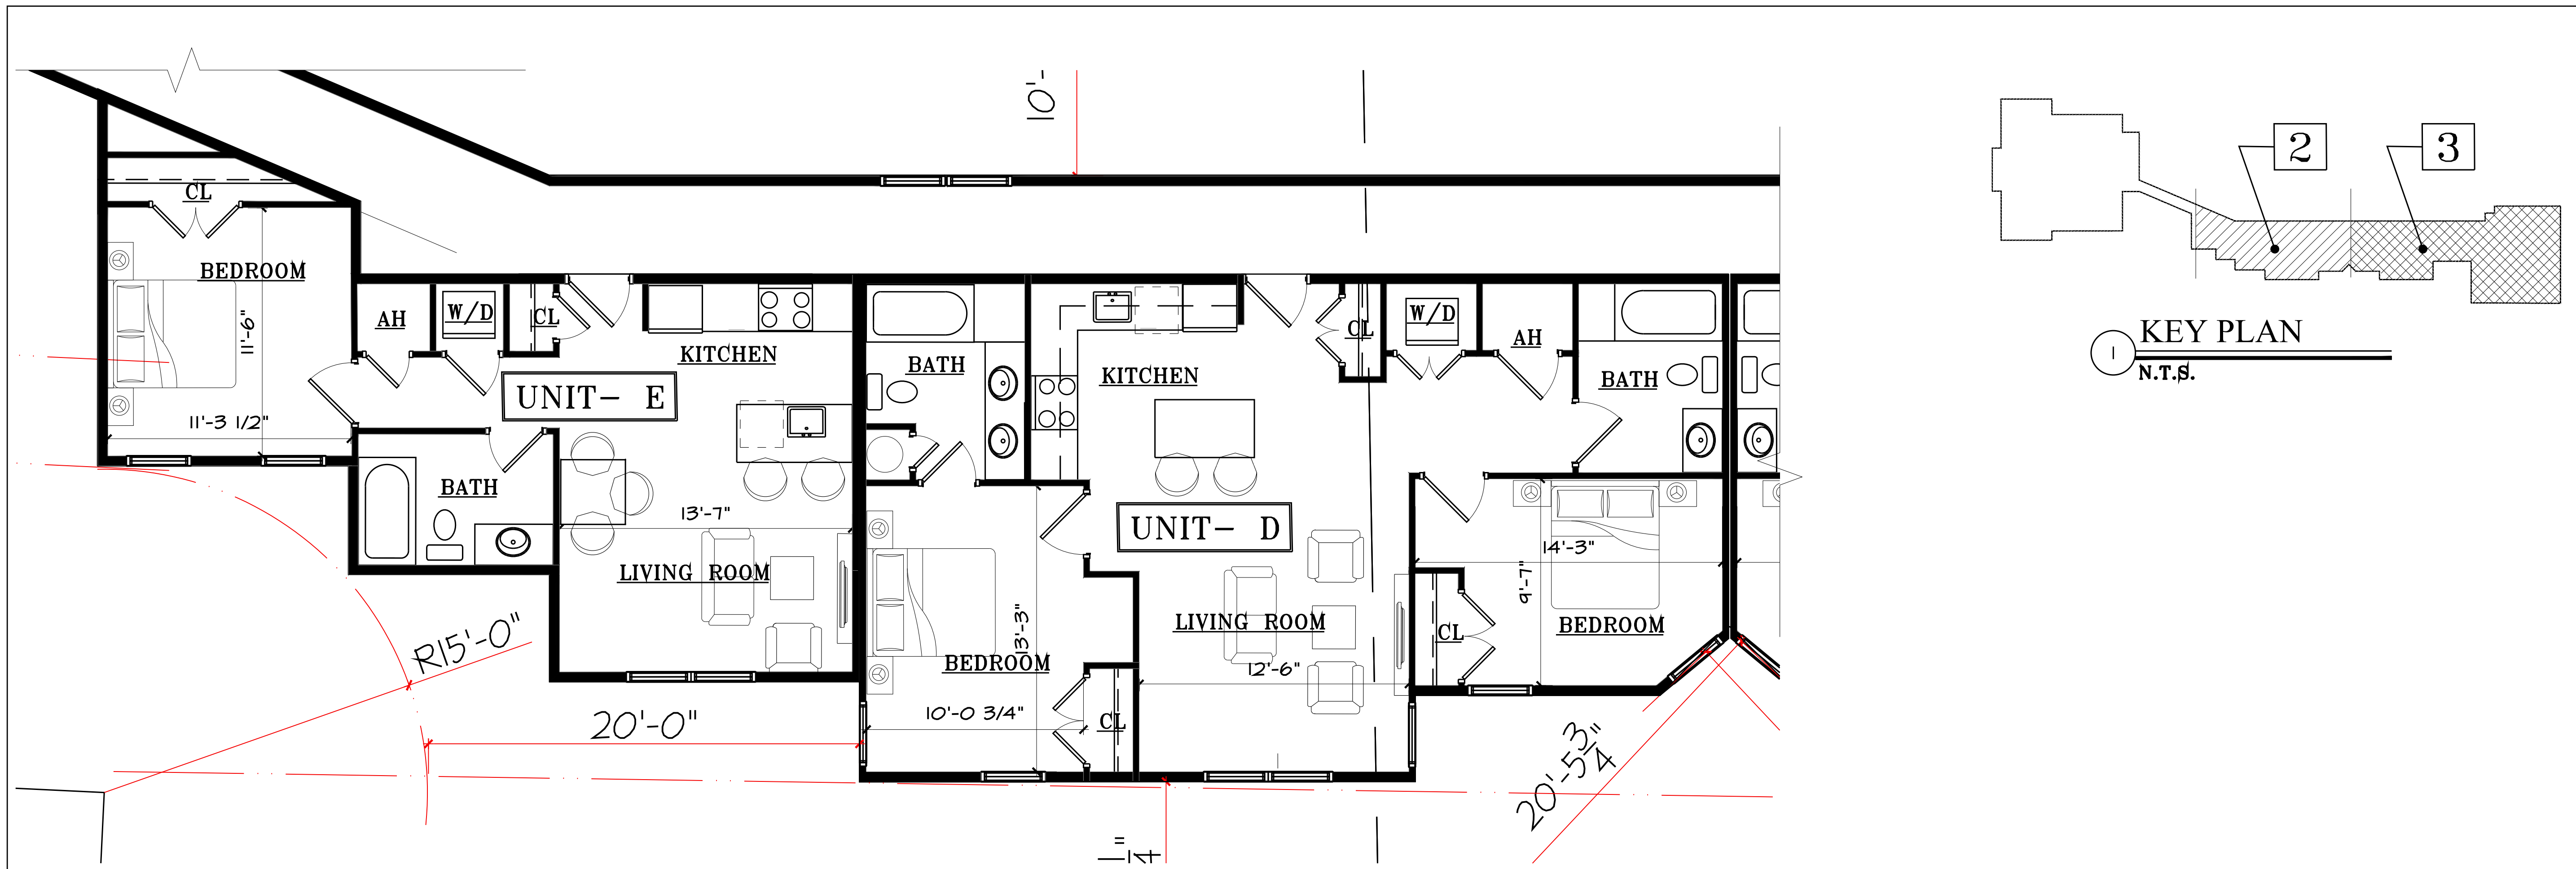 10'-
2
3
KEY PLAN
1
N.T.S.
CL
BEDROOM
11'-6"
11'-3 1/2"
AH
W/D
CL
KITCHEN
UNIT- E
BATH
13'-7"
LIVING ROOM
R15'-0"
20'-0"
BATH
KITCHEN
CL
W/D
AH
BATH
UNIT- D
13'-3"
BEDROOM
10'-0 3/4"
CL
LIVING ROOM
12'-6"
14'-3"
9'-7"
CL
BEDROOM
20'-5 3/4"
1"
4